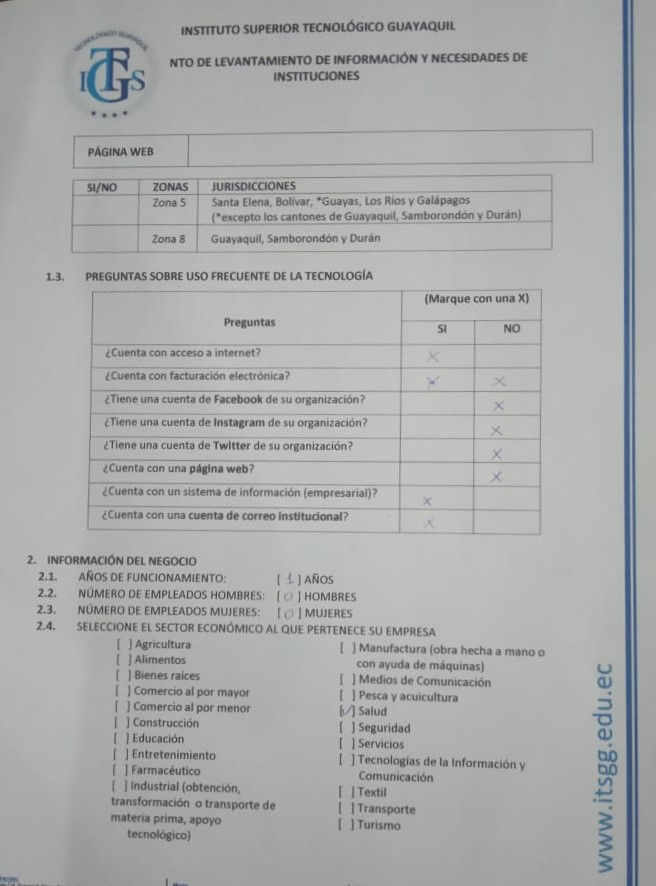 INSTITUTO SUPERIOR TECNOLÓGICO GUAYAQUIL
TECNOLÓGICO GUAYAQUIL
ITGS
NTO DE LEVANTAMIENTO DE INFORMACIÓN Y NECESIDADES DE
INSTITUCIONES
PÁGINA WEB
SI/NO ZONAS JURISDICCIONES
Zona 5 Santa Elena, Bolívar, *Guayas, Los Ríos y Galápagos
(*excepto los cantones de Guayaquil, Samborondón y Durán)
Zona 8 Guayaquil, Samborondón y Durán
1.3. PREGUNTAS SOBRE USO FRECUENTE DE LA TECNOLOGÍA
Preguntas (Marque con una X)
SI NO
¿Cuenta con acceso a internet? X
¿Cuenta con facturación electrónica? X X
¿Tiene una cuenta de Facebook de su organización? X
¿Tiene una cuenta de Instagram de su organización? X
¿Tiene una cuenta de Twitter de su organización? X
¿Cuenta con una página web? X
¿Cuenta con un sistema de información (empresarial)? X
¿Cuenta con una cuenta de correo Institucional? X
2. INFORMACIÓN DEL NEGOCIO
2.1. AÑOS DE FUNCIONAMIENTO: [ 1 ] AÑOS
2.2. NÚMERO DE EMPLEADOS HOMBRES: [ 0 ] HOMBRES
2.3. NÚMERO DE EMPLEADOS MUJERES: [ 0 ] MUJERES
2.4. SELECCIONE EL SECTOR ECONÓMICO AL QUE PERTENECE SU EMPRESA
[ ] Agricultura
[ ] Alimentos
[ ] Bienes raíces
[ ] Comercio al por mayor
[ ] Comercio al por menor
[ ] Construcción
[ ] Educación
[ ] Entretenimiento
[ ] Farmacéutico
[ ] Industrial (obtención,
transformación o transporte de
materia prima, apoyo
tecnológico)
[ ] Manufactura (obra hecha a mano o
con ayuda de máquinas)
[ ] Medios de Comunicación
[ ] Pesca y acuicultura
[✓] Salud
[ ] Seguridad
[ ] Servicios
[ ] Tecnologías de la Información y
Comunicación
[ ] Textil
[ ] Transporte
[ ] Turismo
www.itsgg.edu.ec